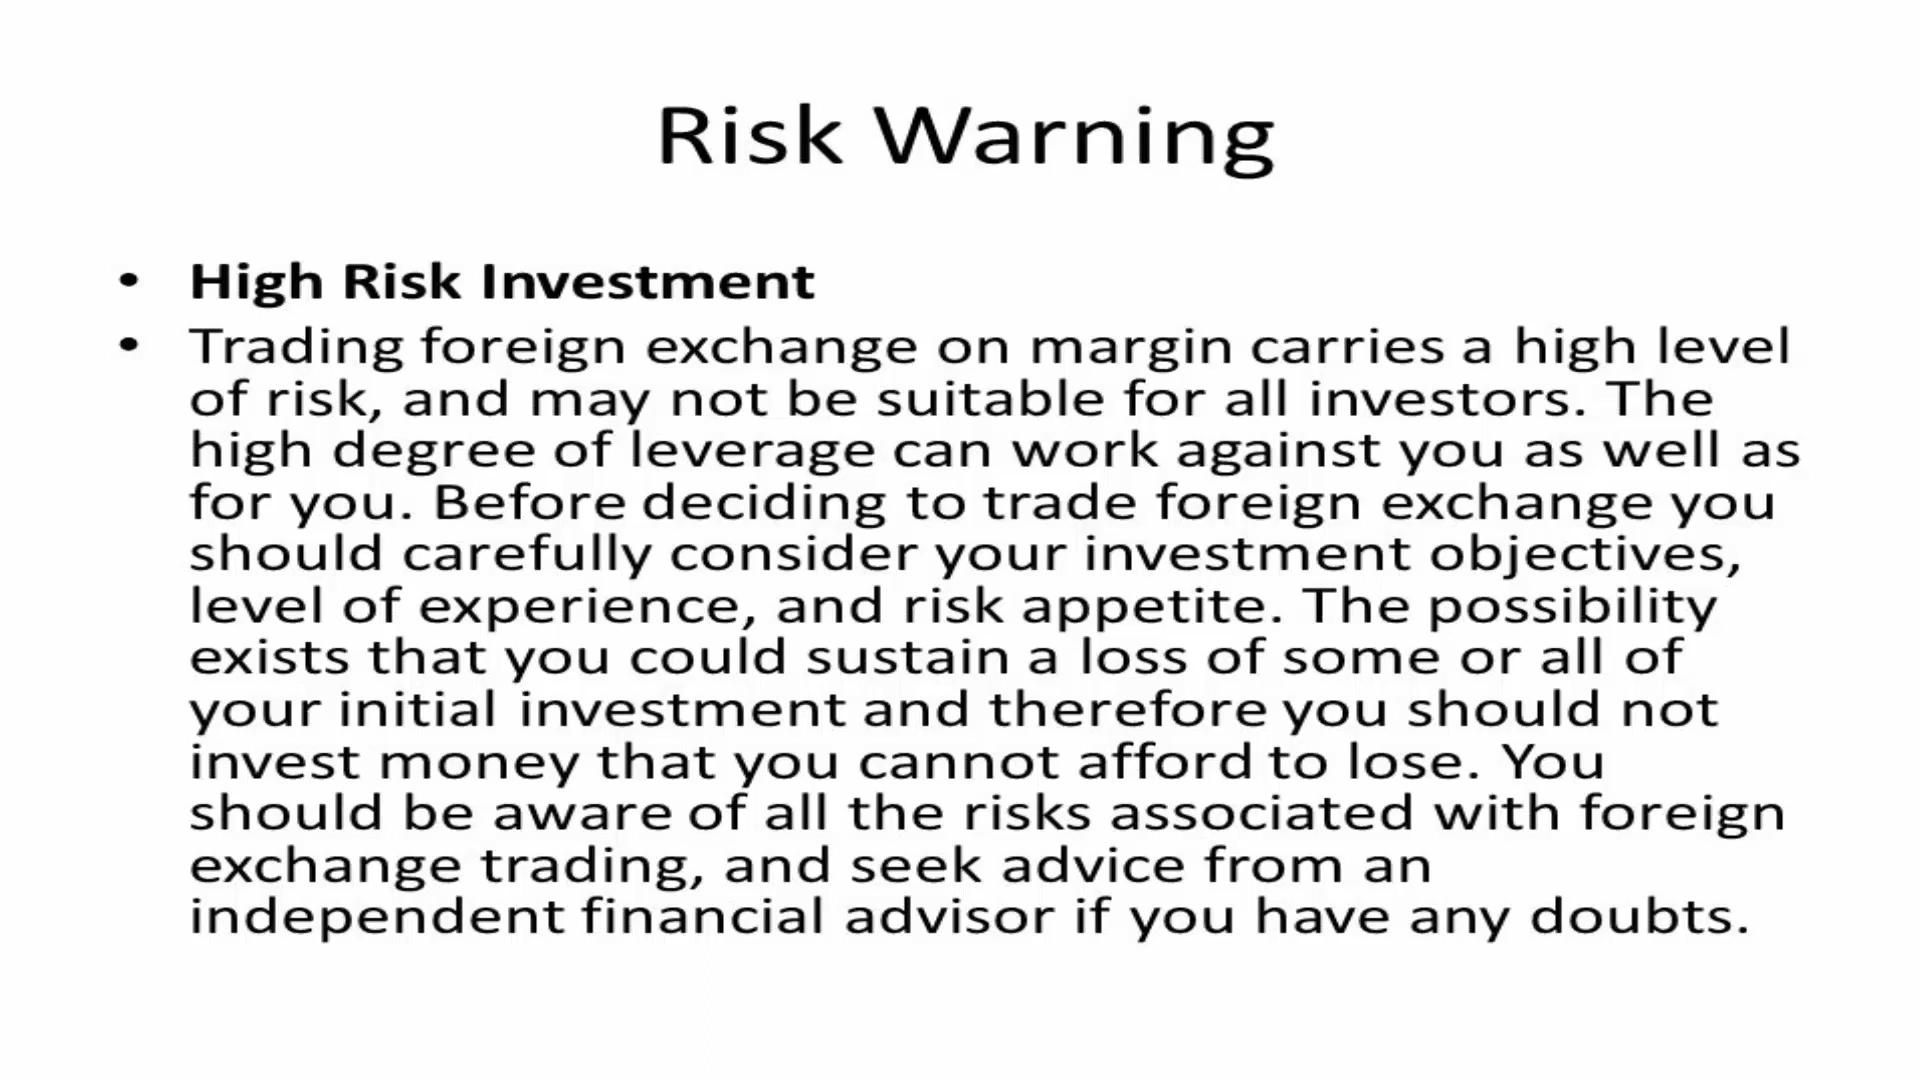 Risk Warning
• High Risk Investment
• Trading foreign exchange on margin carries a high level
of risk, and may not be suitable for all investors. The
high degree of leverage can work against you as well as
for you. Before deciding to trade foreign exchange you
should carefully consider your investment objectives,
level of experience, and risk appetite. The possibility
exists that you could sustain a loss of some or all of
your initial investment and therefore you should not
invest money that you cannot afford to lose. You
should be aware of all the risks associated with foreign
exchange trading, and seek advice from an
independent financial advisor if you have any doubts.